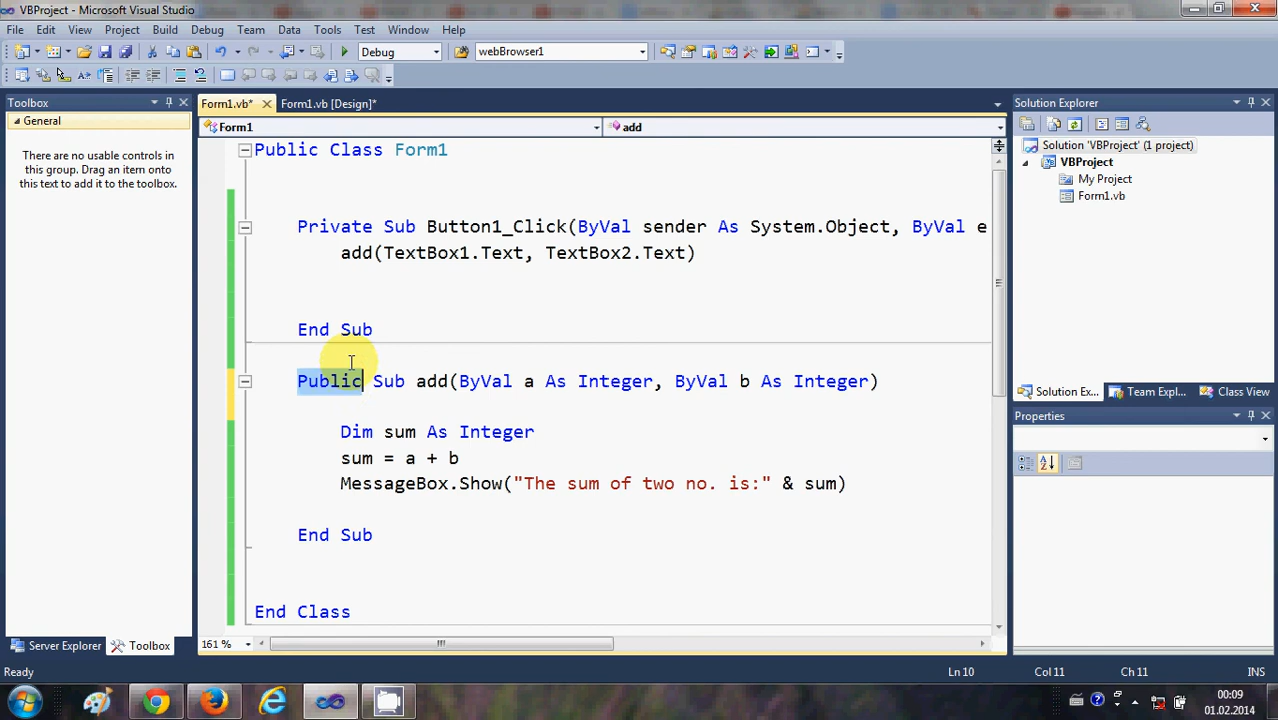 VBProject - Microsoft Visual Studio
File Edit View Project Build Debug Team Data Tools Test Window Help
Debug webBrowser1
Toolbox
General
There are no usable controls in
this group. Drag an item onto
this text to add it to the toolbox.
Server Explorer Toolbox
Form1.vb* Form1.vb [Design]*
Form1 add
Public Class Form1
Private Sub Button1_Click(ByVal sender As System.Object, ByVal e
add(TextBox1.Text, TextBox2.Text)
End Sub
Public Sub add(ByVal a As Integer, ByVal b As Integer)
Dim sum As Integer
sum = a + b
MessageBox.Show("The sum of two no. is:" & sum)
End Sub
End Class
161 %
Solution Explorer
Solution 'VBProject' (1 project)
VBProject
My Project
Form1.vb
Solution Ex... Team Expl... Class View
Properties
Ready Ln 10 Col 11 Ch 11 INS
00:09
01.02.2014